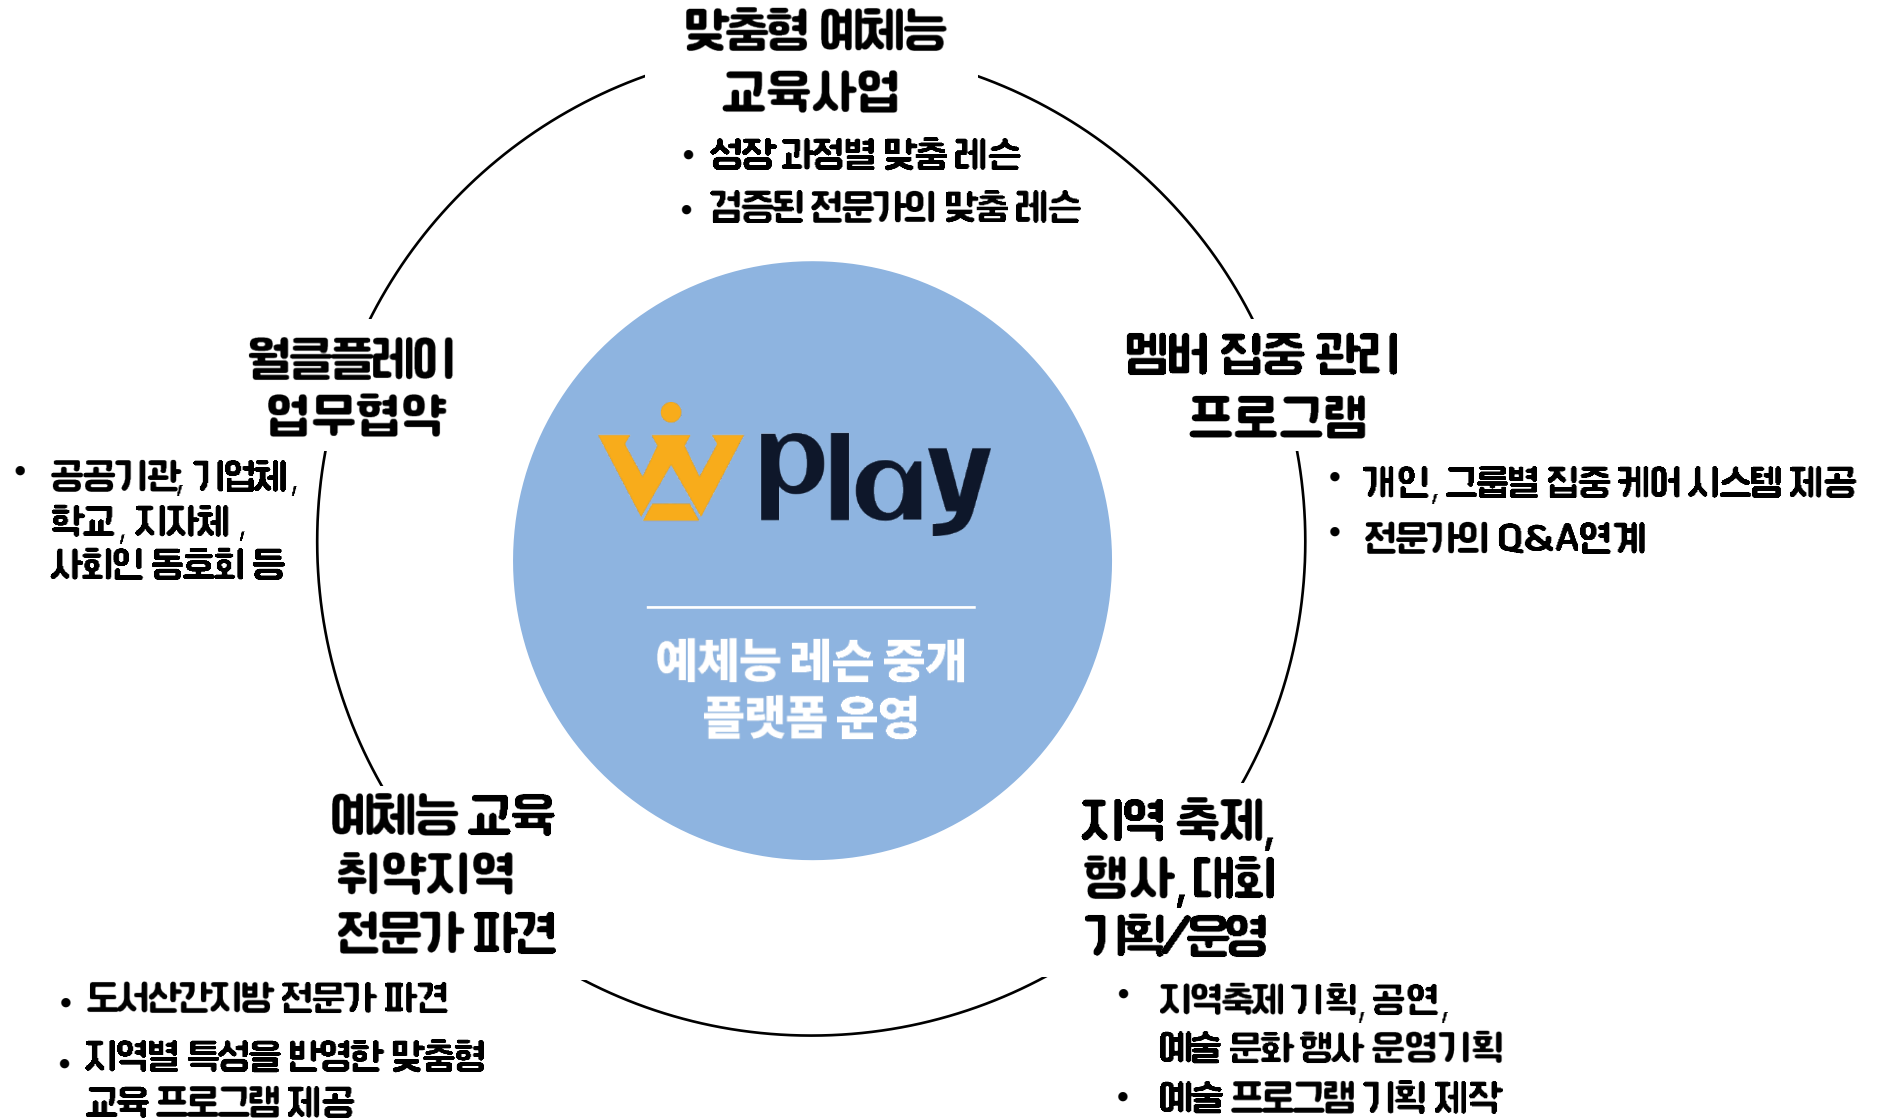 맞춤형 예체능
교육사업
• 성장 과정별 맞춤 레슨
• 검증된 전문가의 맞춤 레슨
멤버 집중 관리
프로그램
• 개인, 그룹별 집중 케어 시스템 제공
• 전문가의 Q&A연계
지역 축제,
행사, 대회
기획/운영
• 지역축제 기획, 공연,
예술 문화 행사 운영기획
• 예술 프로그램 기획 제작
예체능 교육
취약지역
전문가 파견
• 도서산간지방 전문가 파견
• 지역별 특성을 반영한 맞춤형
교육 프로그램 제공
월클플레이
업무협약
• 공공기관, 기업체,
학교, 지자체,
사회인 동호회 등
W play
예체능 레슨 중개
플랫폼 운영